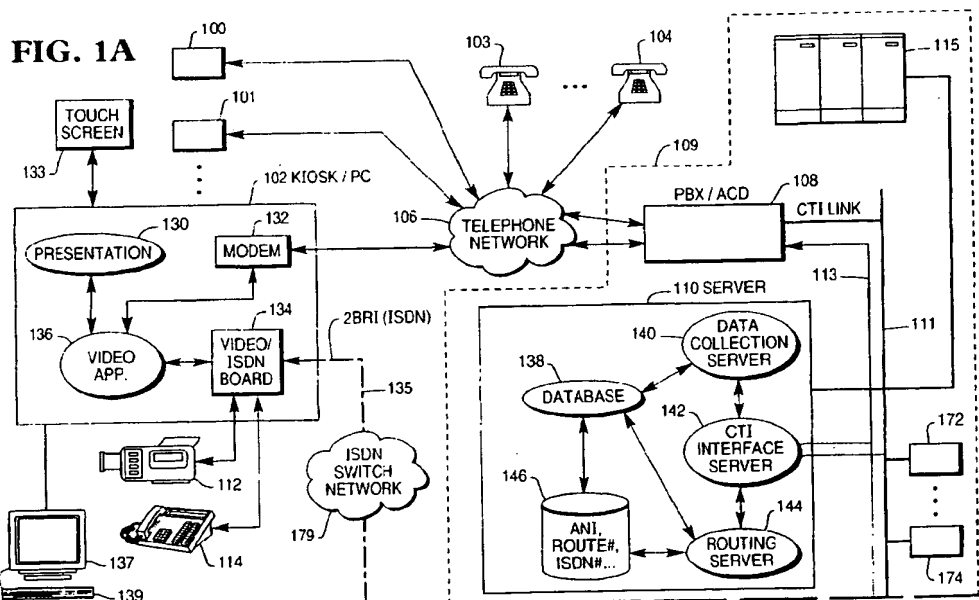 FIG. 1A
100
101
103
104
115
TOUCH
SCREEN
133
109
102 KIOSK / PC
PBX / ACD
108
CTI LINK
106
TELEPHONE
NETWORK
130
PRESENTATION
132
MODEM
113
111
110 SERVER
2BRI (ISDN)
134
VIDEO/
ISDN
BOARD
136
VIDEO
APP.
135
140
DATA
COLLECTION
SERVER
138
DATABASE
142
CTI
INTERFACE
SERVER
172
112
ISDN
SWITCH
NETWORK
179
146
ANI,
ROUTE#,
ISDN#...
144
ROUTING
SERVER
174
137
114
139